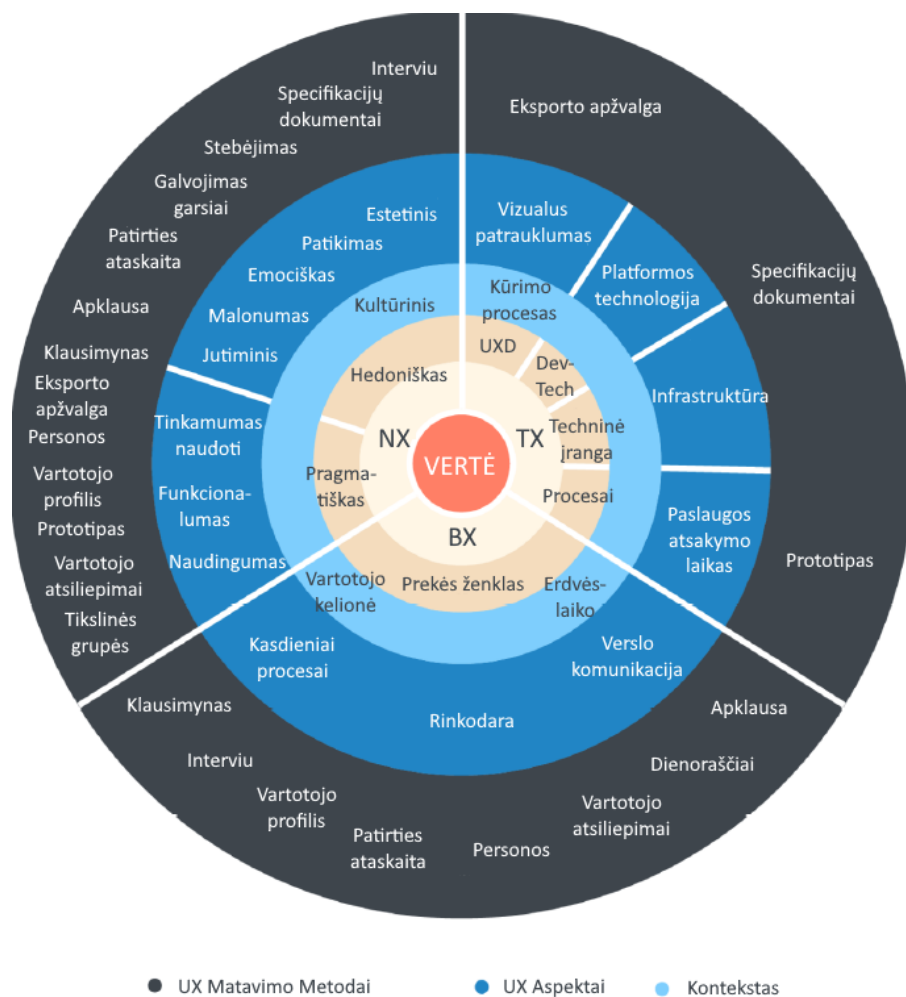 Interviu
Specifikacijų
dokumentai
Stebėjimas
Galvojimas
garsiai
Patirties
ataskaita
Apklausa
Klausimynas
Eksporto
apžvalga
Personos
Vartotojo
profilis
Prototipas
Vartotojo
atsiliepimai
Tikslinės
grupės
Estetinis
Patikimas
Emociškas
Malonumas
Jutiminis
Tinkamumas
naudoti
Funkciona-
lumas
Naudingumas
Kultūrinis
Hedoniškas
Pragma-
tiškas
NX
VERTĖ
TX
BX
Eksporto apžvalga
Specifikacijų
dokumentai
Prototipas
Vizualus
patrauklumas
Platformos
technologija
Infrastruktūra
Paslaugos
atsakymo
laikas
Kūrimo
procesas
UXD
Dev-
Tech
Techninė
įranga
Procesai
Prekės ženklas
Vartotojo
kelionė
Erdvės-
laiko
Kasdieniai
procesai
Rinkodara
Verslo
komunikacija
Klausimynas
Interviu
Vartotojo
profilis
Patirties
ataskaita
Personos
Vartotojo
atsiliepimai
Dienoraščiai
Apklausa
UX Matavimo Metodai
UX Aspektai
Kontekstas